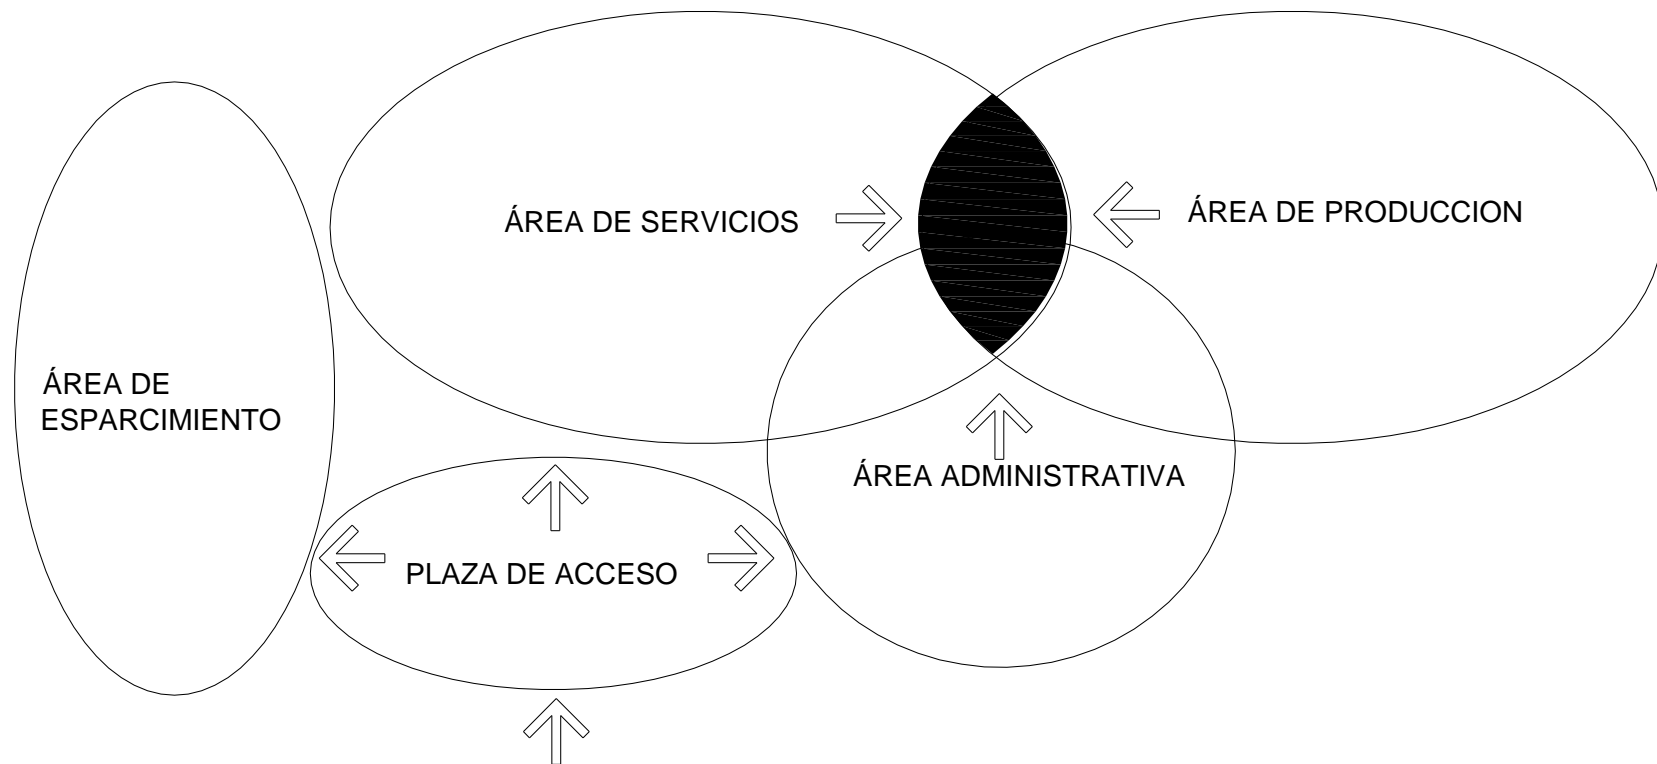 ÁREA DE SERVICIOS
ÁREA DE PRODUCCION
ÁREA DE
ESPARCIMIENTO
ÁREA ADMINISTRATIVA
PLAZA DE ACCESO